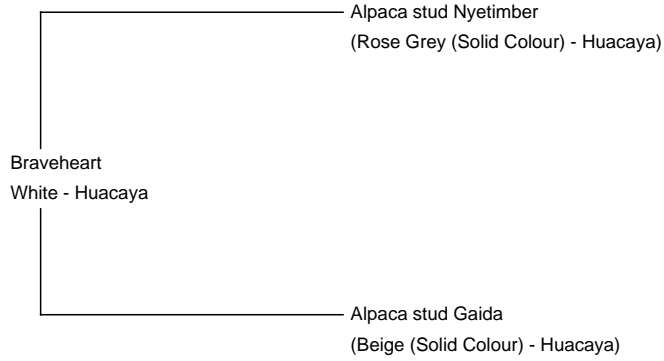 Alpaca stud Nyetimber
(Rose Grey (Solid Colour) - Huacaya)
Braveheart
White - Huacaya
Alpaca stud Gaida
(Beige (Solid Colour) - Huacaya)